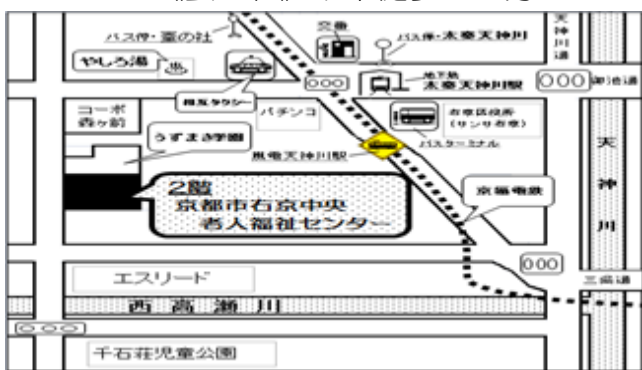 バス停・蚕の社
交番
バス停・太秦天神川
天神川通
やしろ湯
地下鉄
太秦天神川駅
御池通
相互タクシー
コーポ
森ヶ前
パチンコ
右京区役所
(サンサ右京)
バスターミナル
うずまさ学園
嵐電天神川駅
天神川
2階
京都市右京中央
老人福祉センター
京福電鉄
エスリード
三条通
西高瀬川
千石荘児童公園